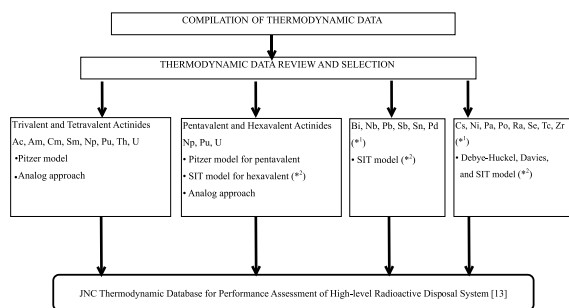 COMPILATION OF THERMODYNAMIC DATA
THERMODYNAMIC DATA REVIEW AND SELECTION
Trivalent and Tetravalent Actinides
Ac, Am, Cm, Sm, Np, Pu, Th, U
•Pitzer model
•Analog approach
Pentavalent and Hexavalent Actinides
Np, Pu, U
• Pitzer model for pentavalent
• SIT model for hexavalent (*2)
• Analog approach
Bi, Nb, Pb, Sb, Sn, Pd
(*1)
• SIT model (*2)
Cs, Ni, Pa, Po, Ra, Se, Tc, Zr
(*1)
• Debye-Huckel, Davies,
and SIT model (*2)
JNC Thermodynamic Database for Performance Assessment of High-level Radioactive Disposal System [13]